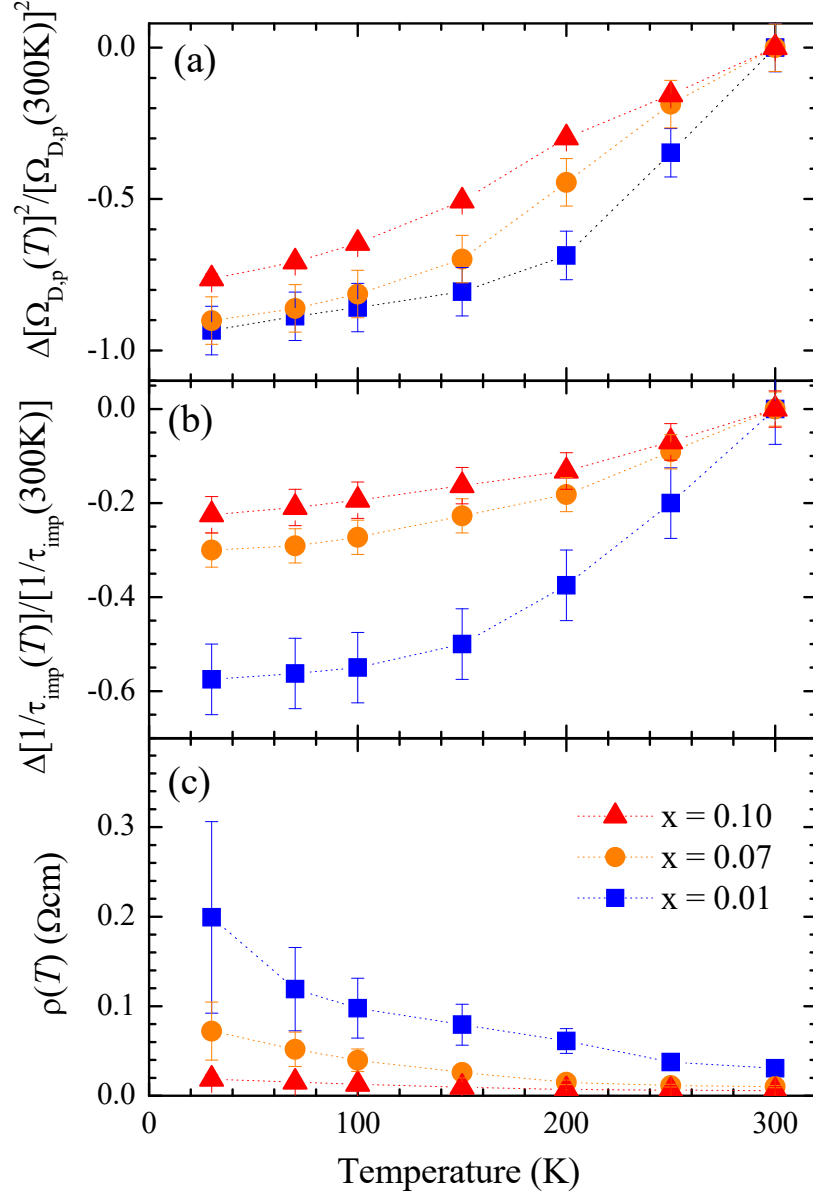 (a)
Δ[Ω_D,p(T)]²/[Ω_D,p(300K)]²
0.0
-0.5
-1.0
(b)
Δ[1/τ_imp(T)]/[1/τ_imp(300K)]
0.0
-0.2
-0.4
-0.6
(c)
ρ(T) (Ωcm)
0.3
0.2
0.1
0.0
x = 0.10
x = 0.07
x = 0.01
0 100 200 300
Temperature (K)